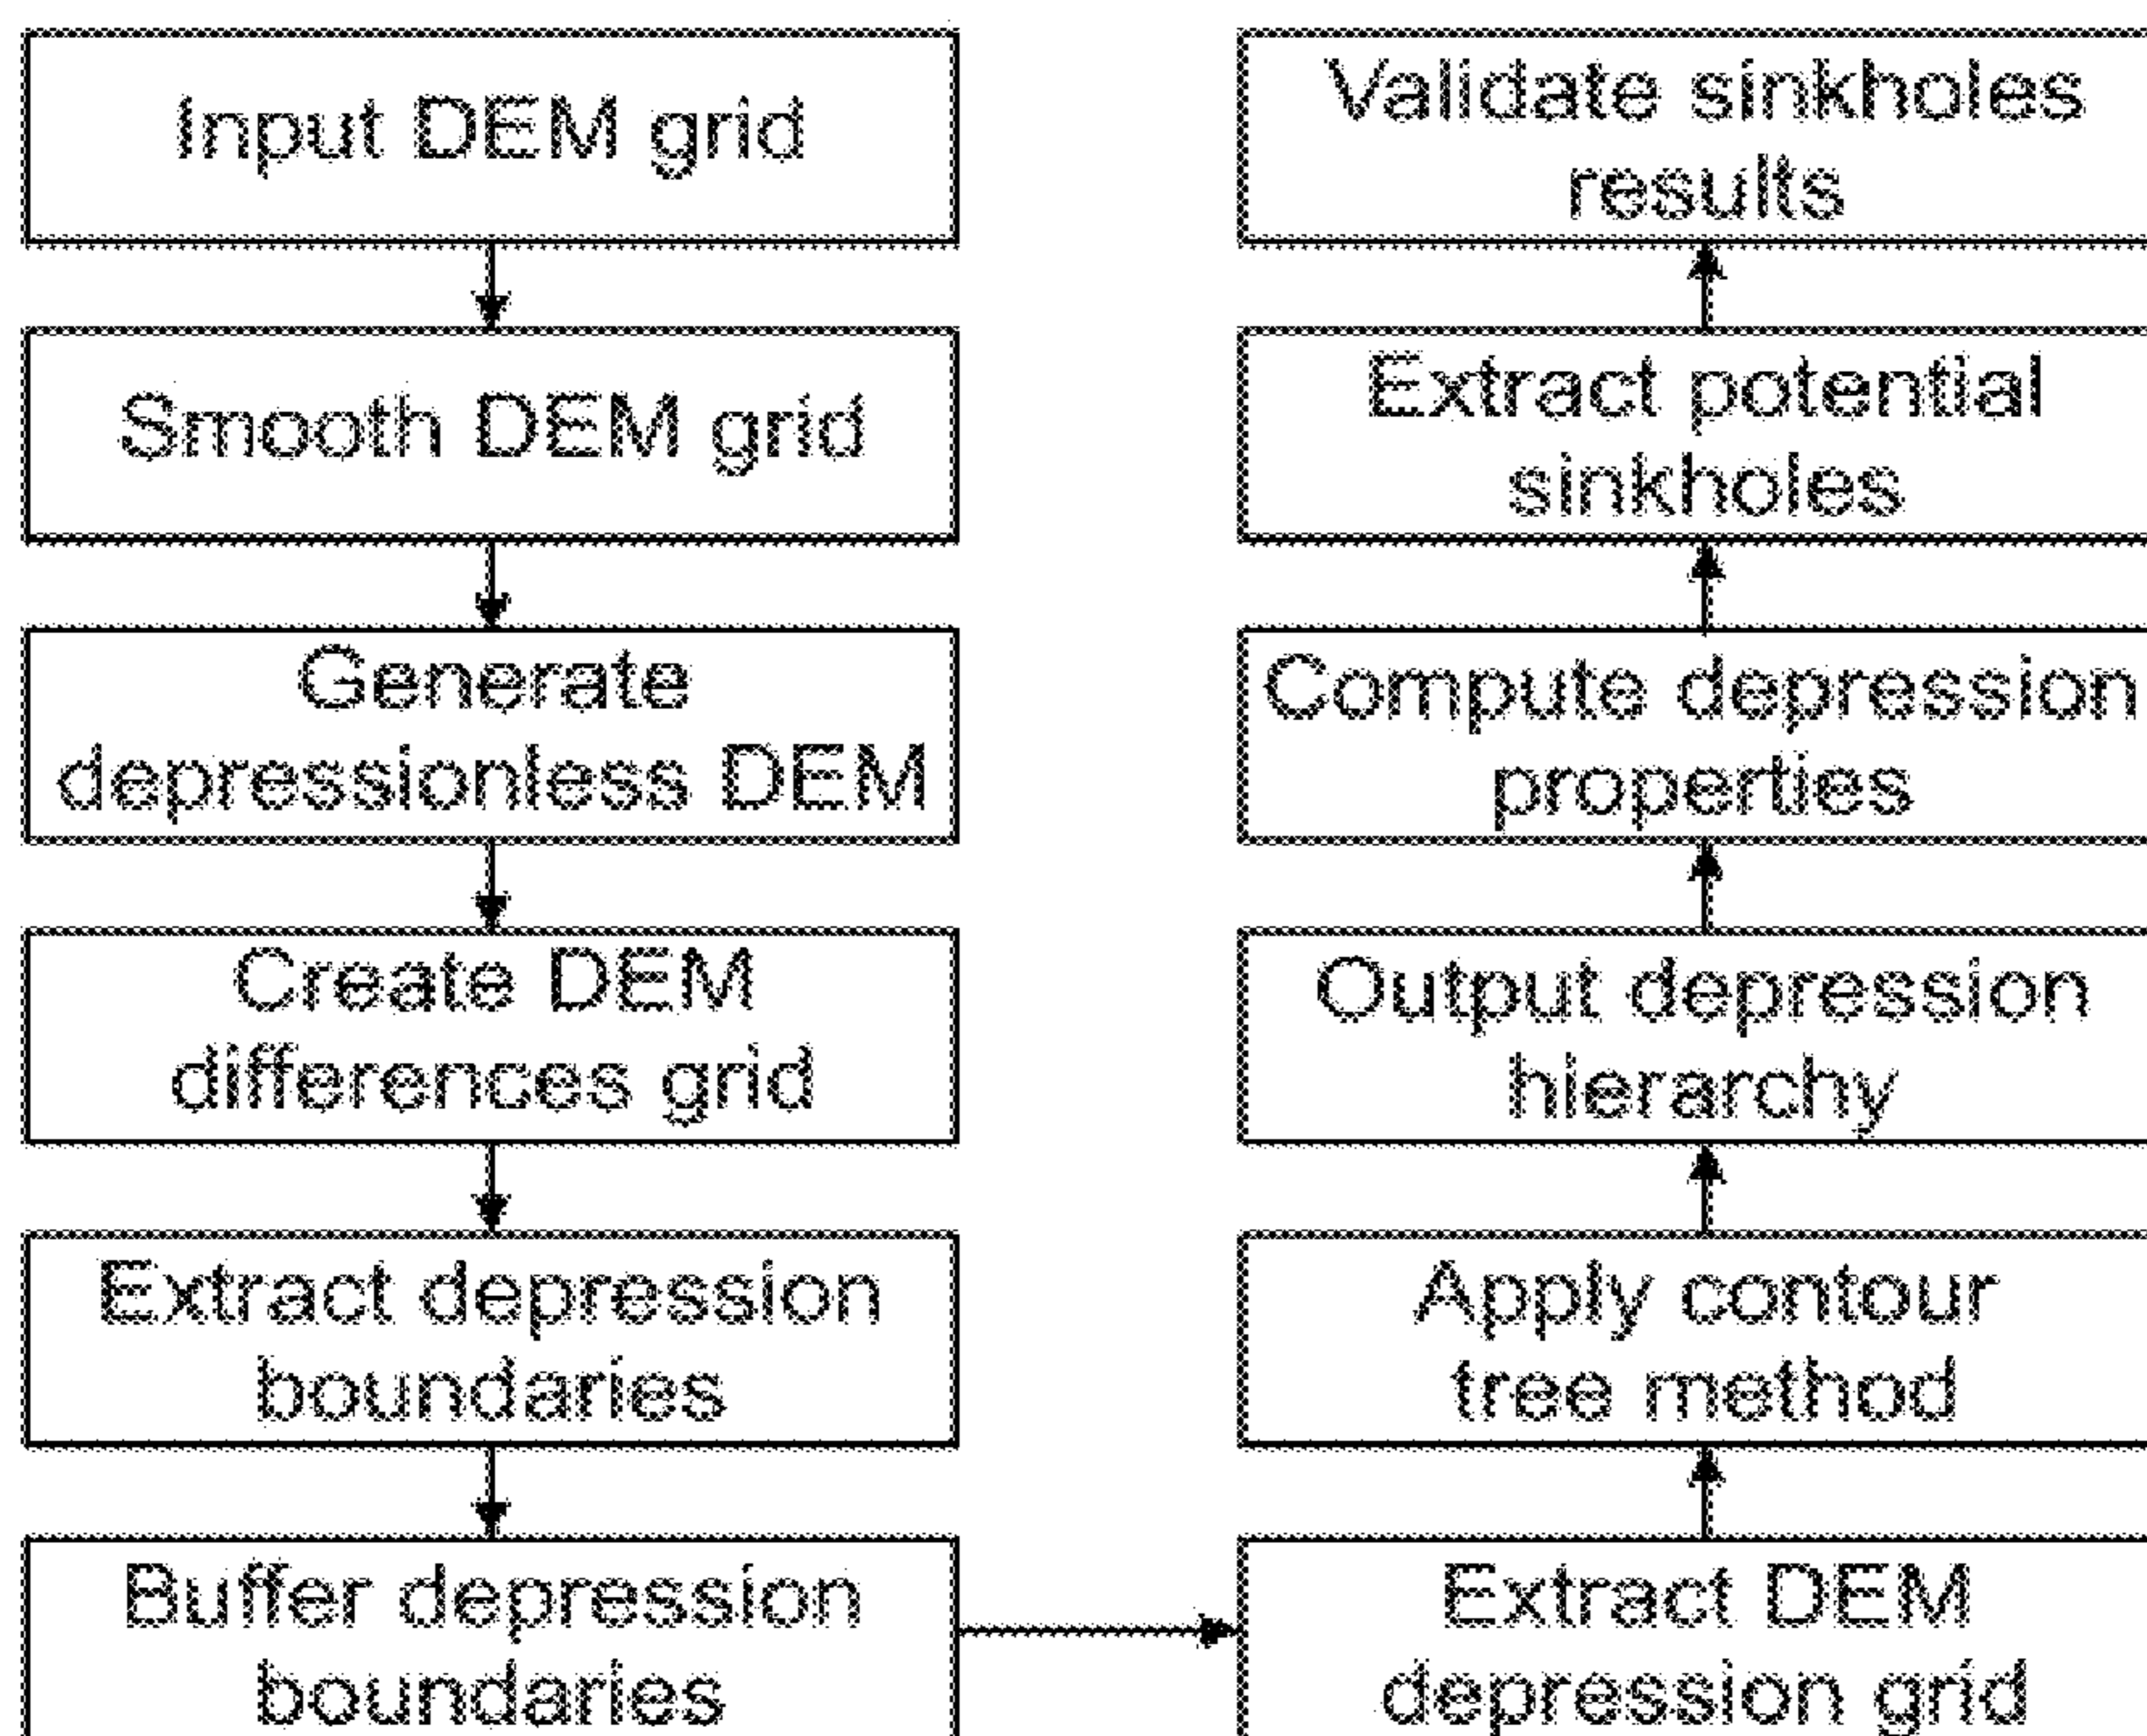 Input DEM grid
Smooth DEM grid
Generate
depressionless DEM
Create DEM
differences grid
Extract depression
boundaries
Buffer depression
boundaries
Extract DEM
depression grid
Apply contour
tree method
Output depression
hierarchy
Compute depression
properties
Extract potential
sinkholes
Validate sinkholes
results